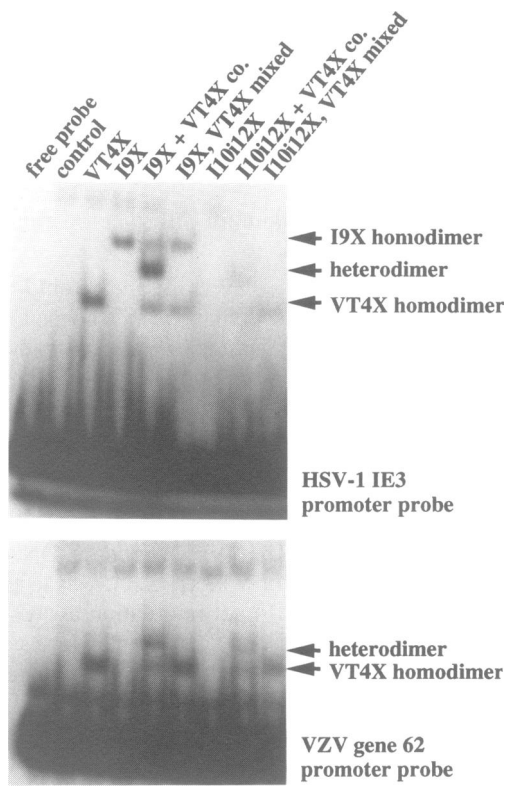 free probe
control
VT4X
I9X
I9X + VT4X co.
I9X, VT4X mixed
I10i12X
I10i12X + VT4X co.
I10i12X, VT4X mixed
I9X homodimer
heterodimer
VT4X homodimer
HSV-1 IE3
promoter probe
heterodimer
VT4X homodimer
VZV gene 62
promoter probe